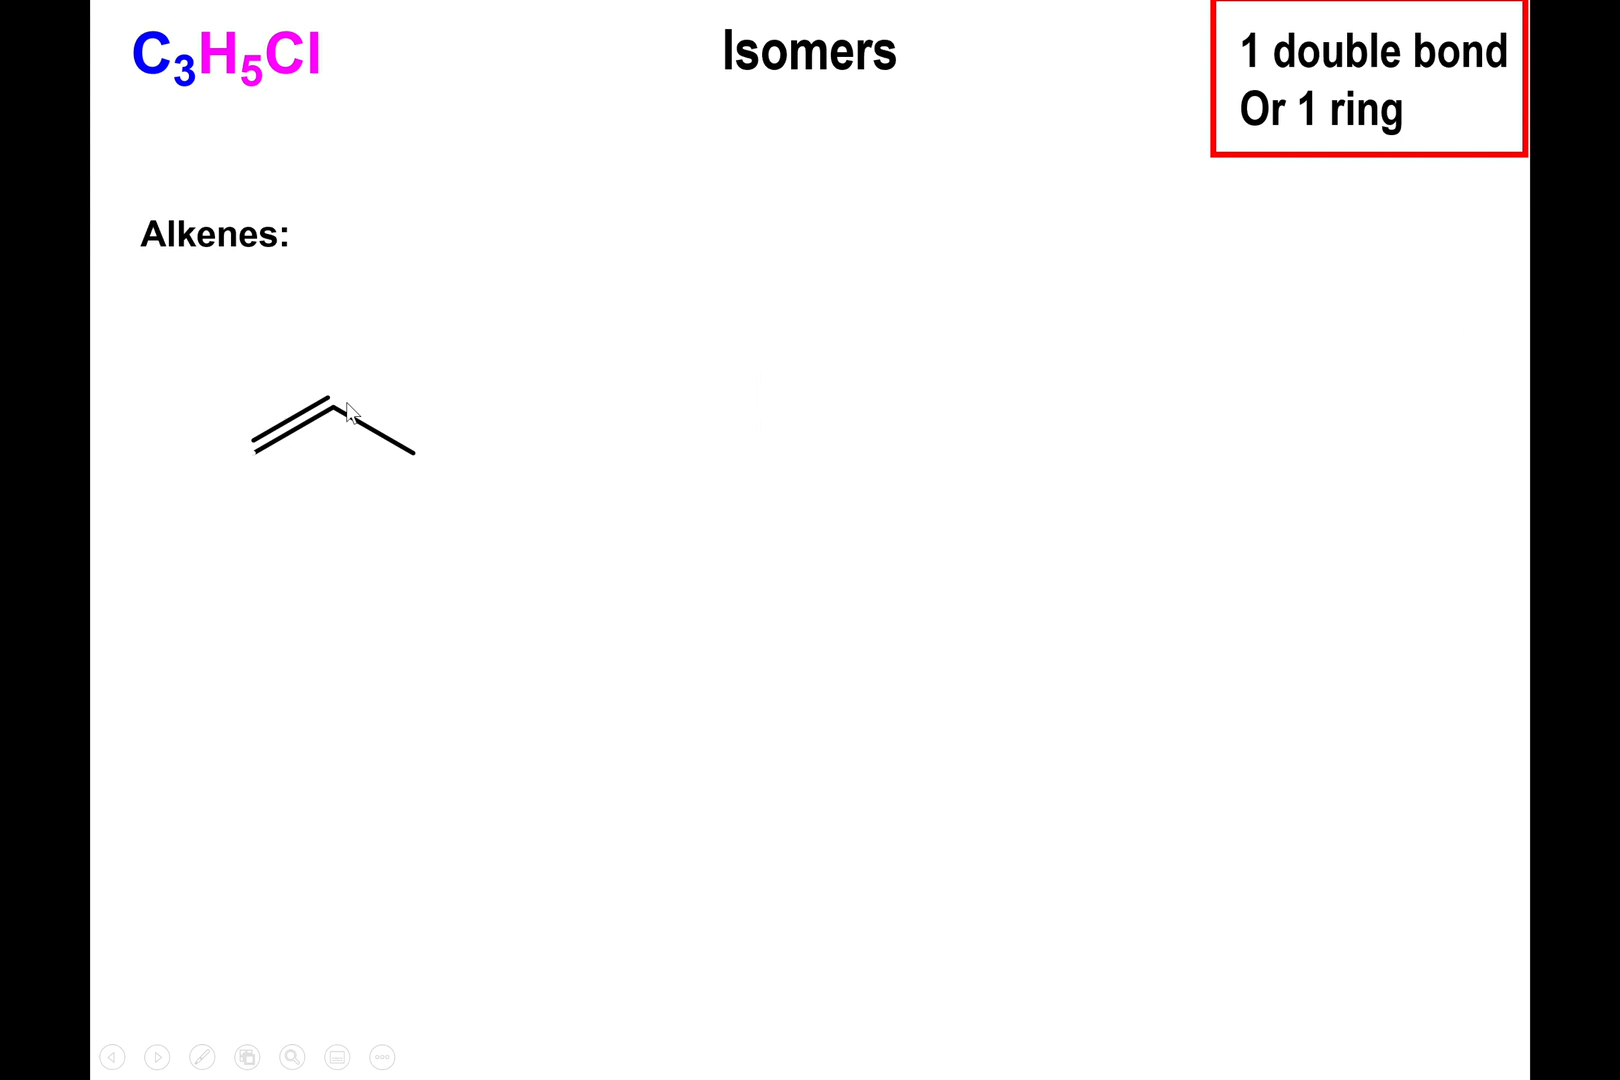 C₃H₅Cl
Isomers
1 double bond
Or 1 ring
Alkenes: